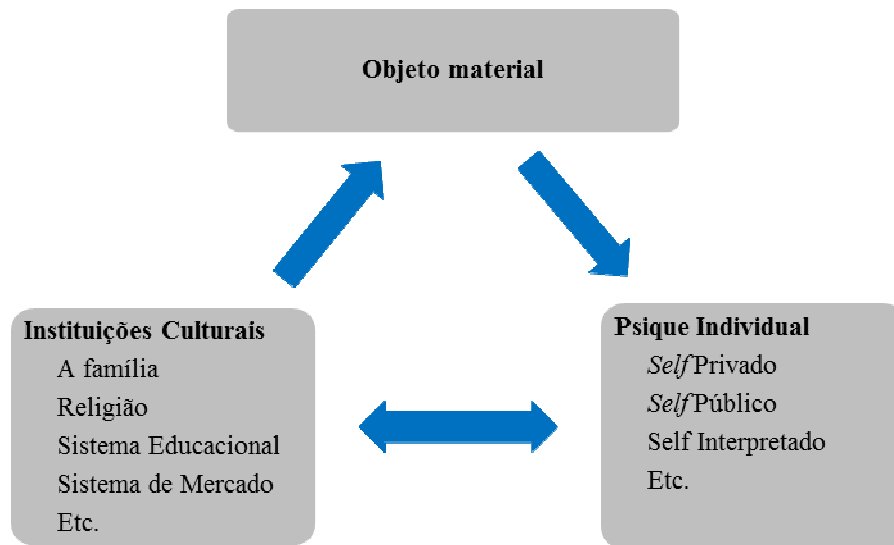 Objeto material
Instituições Culturais
A família
Religião
Sistema Educacional
Sistema de Mercado
Etc.
Psique Individual
Self Privado
Self Público
Self Interpretado
Etc.